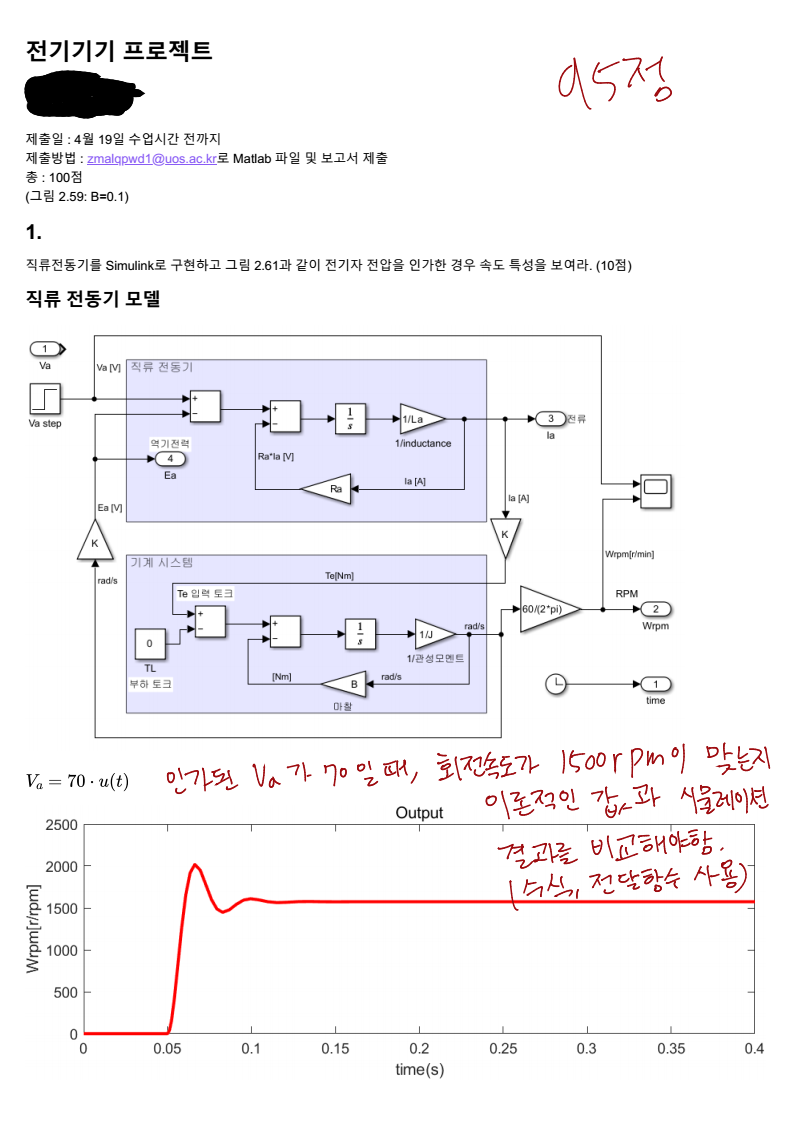 전기기기 프로젝트
95점
제출일 : 4월 19일 수업시간 전까지
제출방법 : zmalqpwd1@uos.ac.kr로 Matlab 파일 및 보고서 제출
총 : 100점
(그림 2.59: B=0.1)
1.
직류전동기를 Simulink로 구현하고 그림 2.61과 같이 전기자 전압을 인가한 경우 속도 특성을 보여라. (10점)
직류 전동기 모델
1
Va
Va [V]
직류 전동기
Va step
+
−
+
−
1
s
1/La
1/inductance
3
전류
Ia
역기전력
4
Ea
Ra*Ia [V]
Ra
Ia [A]
Ia [A]
Ea [V]
K
K
Wrpm[r/min]
기계 시스템
rad/s
Te[Nm]
Te 입력 토크
+
−
+
−
1
s
1/J
rad/s
1/관성모멘트
60/(2*pi)
RPM
2
Wrpm
0
TL
부하 토크
[Nm]
B
rad/s
마찰
1
time
Va = 70 · u(t)
인가된 Va가 70일때, 회전속도가 1500rpm이 맞는지
이론적인 값과 시뮬레이션
결과를 비교해야함.
(수식, 전달함수 사용)
Output
Wrpm[r/rpm]
2500
2000
1500
1000
500
0
0 0.05 0.1 0.15 0.2 0.25 0.3 0.35 0.4
time(s)